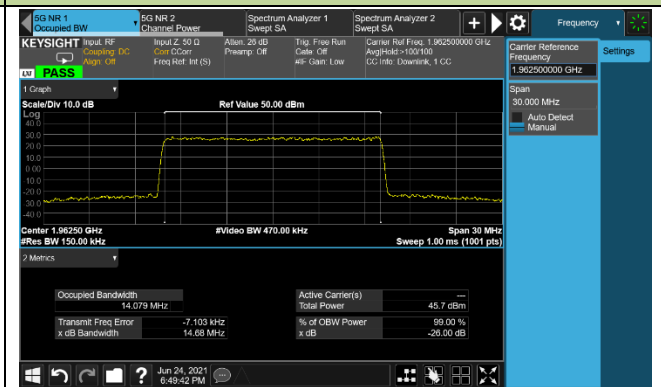 5G NR 1
Occupied BW
5G NR 2
Channel Power
Spectrum Analyzer 1
Swept SA
Spectrum Analyzer 2
Swept SA
Frequency
KEYSIGHT
Input: RF
Coupling: DC
Align: Off
Input Z: 50 Ω
Corr CCorr
Freq Ref: Int (S)
Atten: 26 dB
Preamp: Off
Trig: Free Run
Gate: Off
#IF Gain: Low
Carrier Ref Freq: 1.962500000 GHz
Avg|Hold:>100/100
CC Info: Downlink, 1 CC
LXI PASS
Carrier Reference
Frequency
1.962500000 GHz
Settings
Span
30.000 MHz
Auto Detect
Manual
1 Graph
Scale/Div 10.0 dB
Ref Value 50.00 dBm
Log
40.0
30.0
20.0
10.0
0.00
-10.0
-20.0
-30.0
-40.0
Center 1.96250 GHz
#Video BW 470.00 kHz
Span 30 MHz
#Res BW 150.00 kHz
Sweep 1.00 ms (1001 pts)
2 Metrics
Occupied Bandwidth
14.079 MHz
Active Carrier(s)
---
Total Power
45.7 dBm
Transmit Freq Error
-7.103 kHz
% of OBW Power
99.00 %
x dB Bandwidth
14.68 MHz
x dB
-26.00 dB
Jun 24, 2021
6:49:42 PM